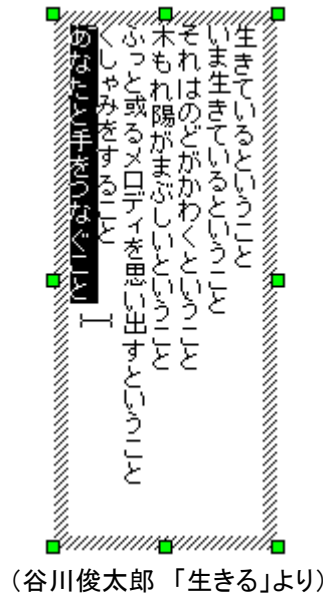 生きているということ
いま生きているということ
それはのどがかわくということ
木もれ陽がまぶしいということ
ふっと或るメロディを思い出すということ
くしゃみをすること
あなたと手をつなぐこと
(谷川俊太郎 「生きる」より)